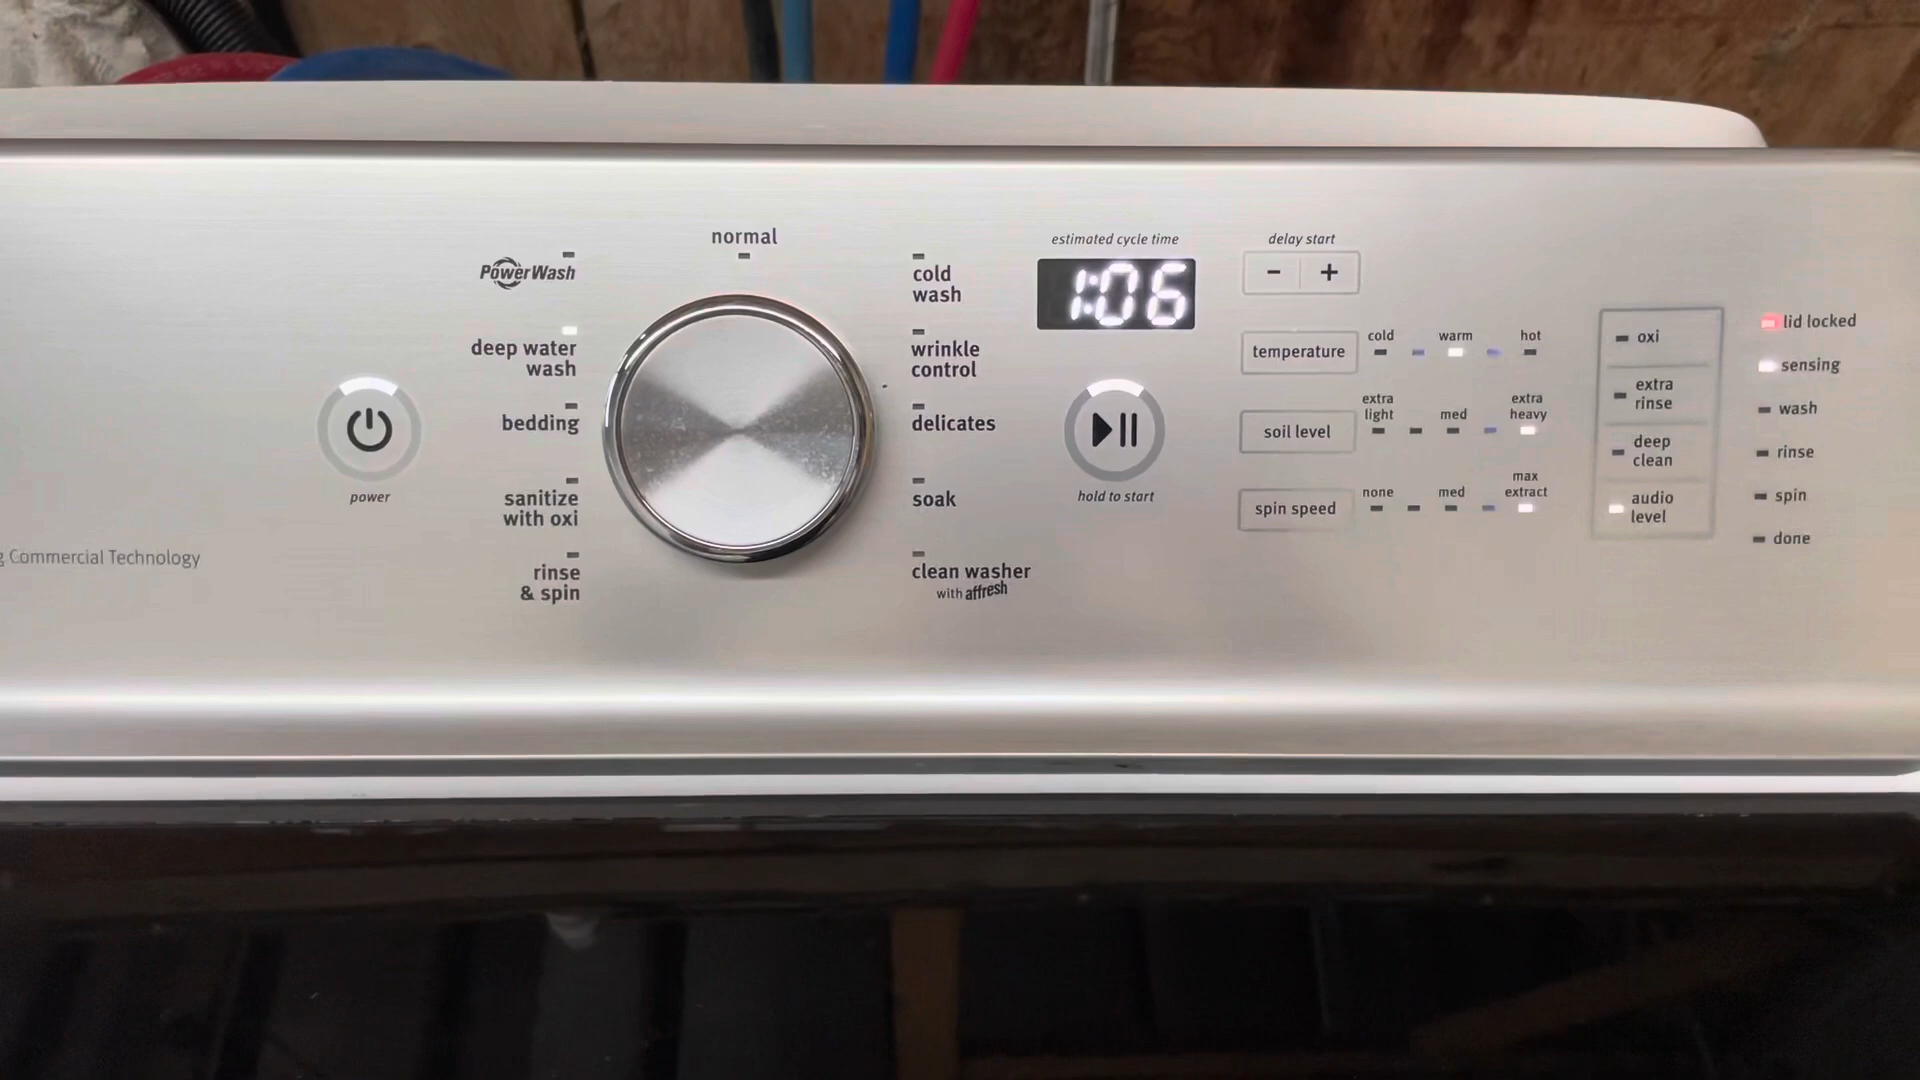 normal
PowerWash
deep water
wash
bedding
sanitize
with oxi
rinse
& spin
power
Commercial Technology
cold
wash
wrinkle
control
delicates
soak
clean washer
with affresh
estimated cycle time
1:06
hold to start
delay start
- +
temperature
cold
warm
hot
soil level
extra
light
med
extra
heavy
spin speed
none
med
max
extract
oxi
extra
rinse
deep
clean
audio
level
lid locked
sensing
wash
rinse
spin
done